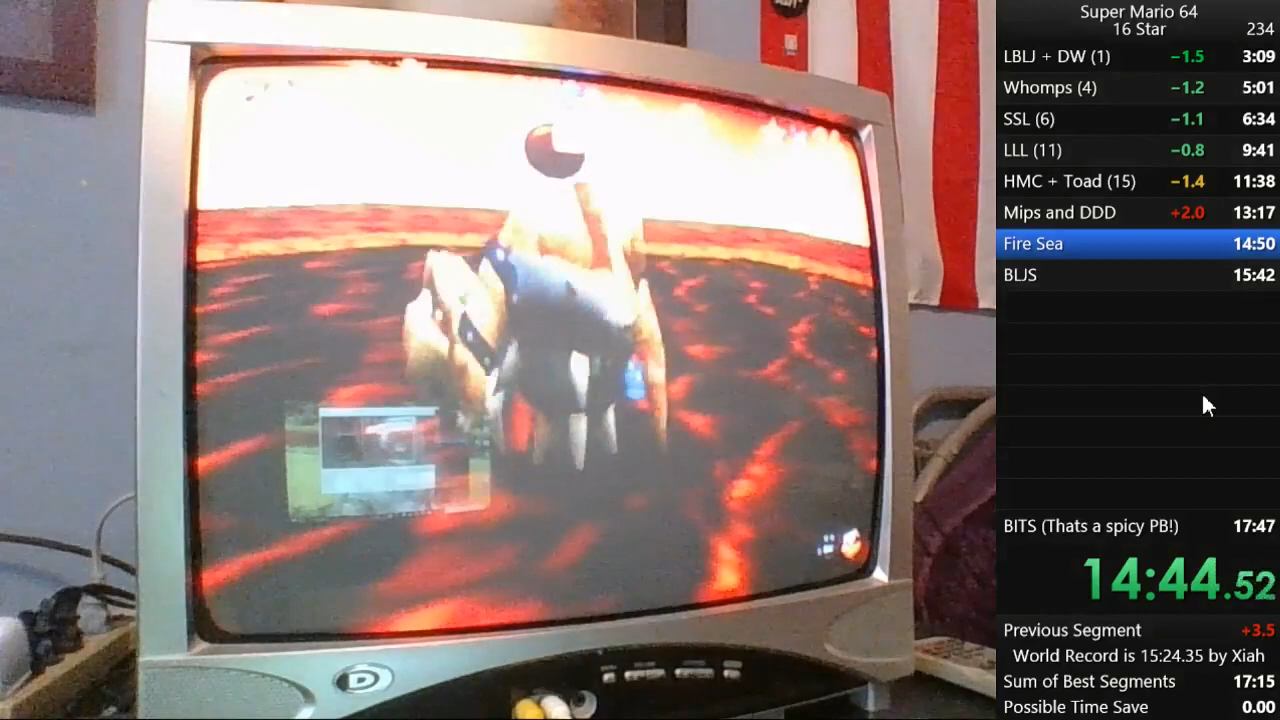 Super Mario 64
16 Star 234
LBLJ + DW (1) −1.5 3:09
Whomps (4) −1.2 5:01
SSL (6) −1.1 6:34
LLL (11) −0.8 9:41
HMC + Toad (15) −1.4 11:38
Mips and DDD +2.0 13:17
Fire Sea 14:50
BLJS 15:42
BITS (Thats a spicy PB!) 17:47
14:44.52
Previous Segment +3.5
World Record is 15:24.35 by Xiah
Sum of Best Segments 17:15
Possible Time Save 0.00
D